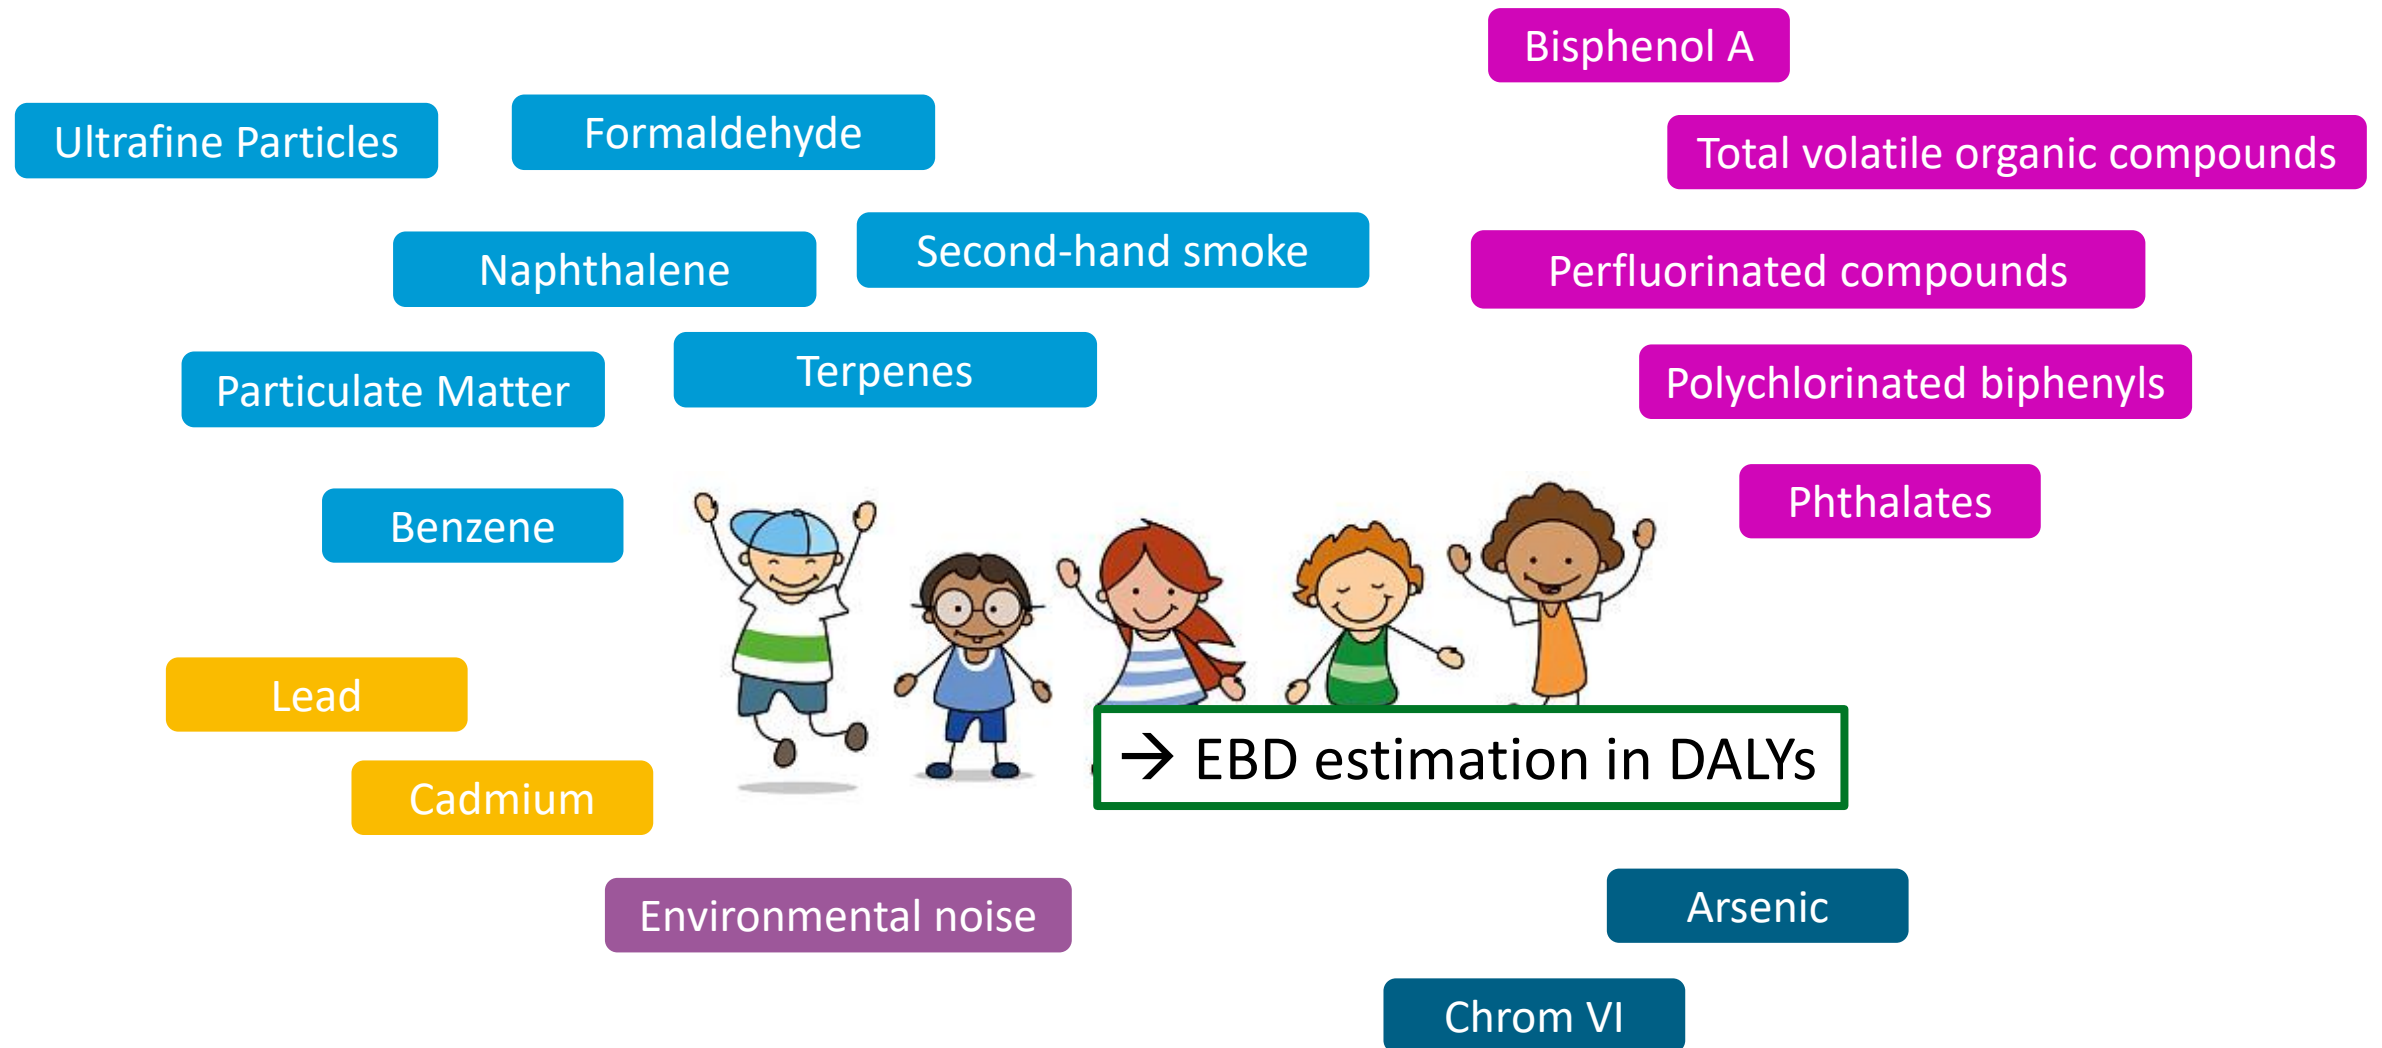 Bisphenol A
Ultrafine Particles
Formaldehyde
Total volatile organic compounds
Naphthalene
Second-hand smoke
Perfluorinated compounds
Particulate Matter
Terpenes
Polychlorinated biphenyls
Benzene
Phthalates
Lead
→ EBD estimation in DALYs
Cadmium
Environmental noise
Arsenic
Chrom VI